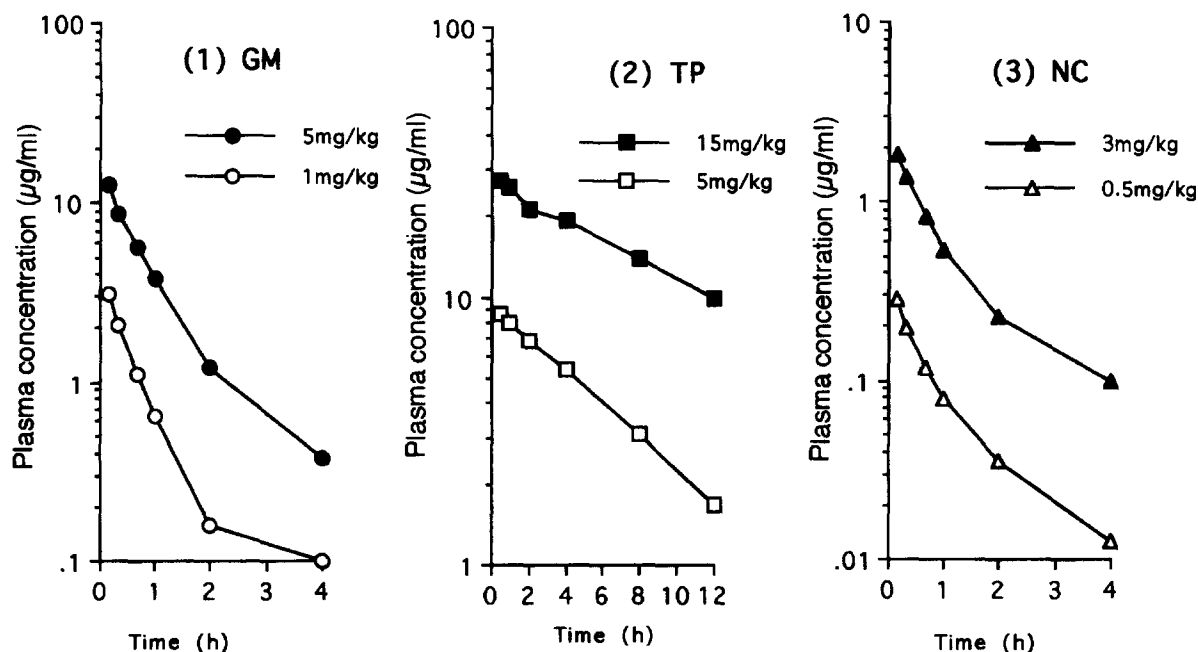 (1) GM
Plasma concentration (µg/ml)
100
10
1
.1
5mg/kg
1mg/kg
0 1 2 3 4
Time (h)
(2) TP
Plasma concentration (µg/ml)
100
10
1
15mg/kg
5mg/kg
0 2 4 6 8 10 12
Time (h)
(3) NC
Plasma concentration (µg/ml)
10
1
.1
.01
3mg/kg
0.5mg/kg
0 1 2 3 4
Time (h)